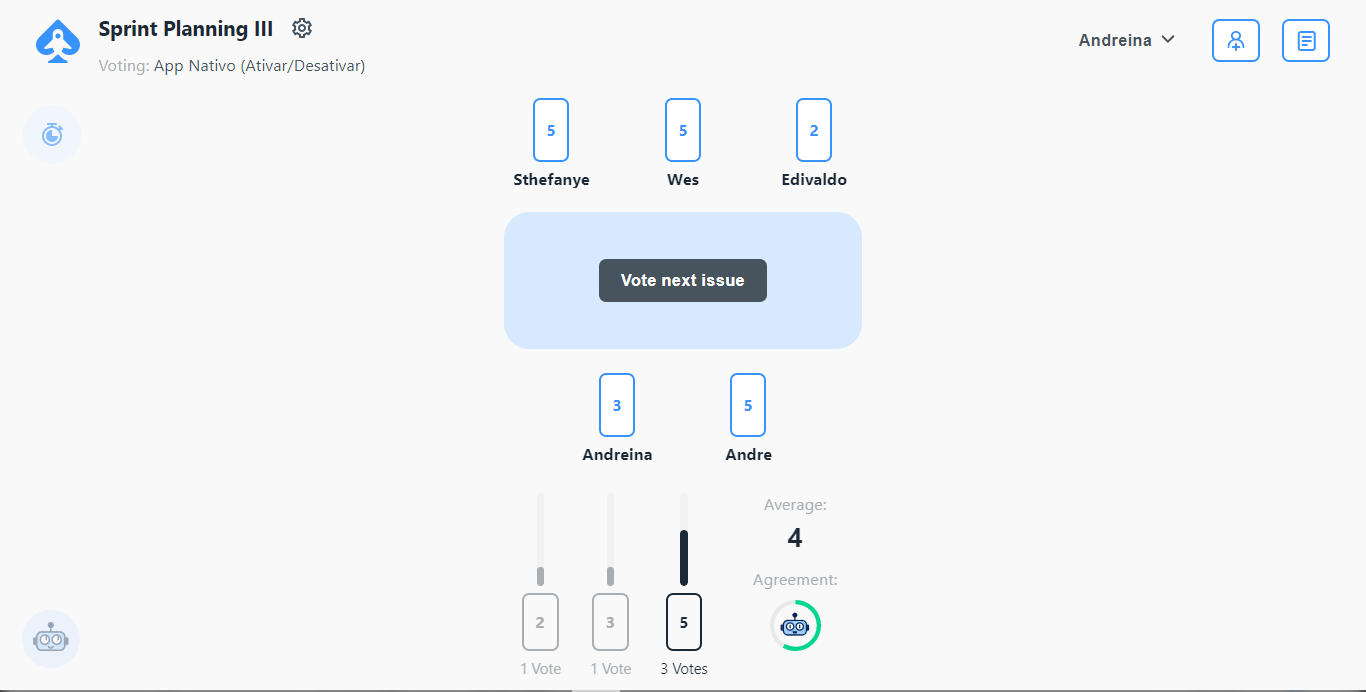 Sprint Planning III
Voting: App Nativo (Ativar/Desativar)
Andreina
5 5 2
Sthefanye Wes Edivaldo
Vote next issue
3 5
Andreina Andre
Average:
4
Agreement:
2 3 5
1 Vote 1 Vote 3 Votes